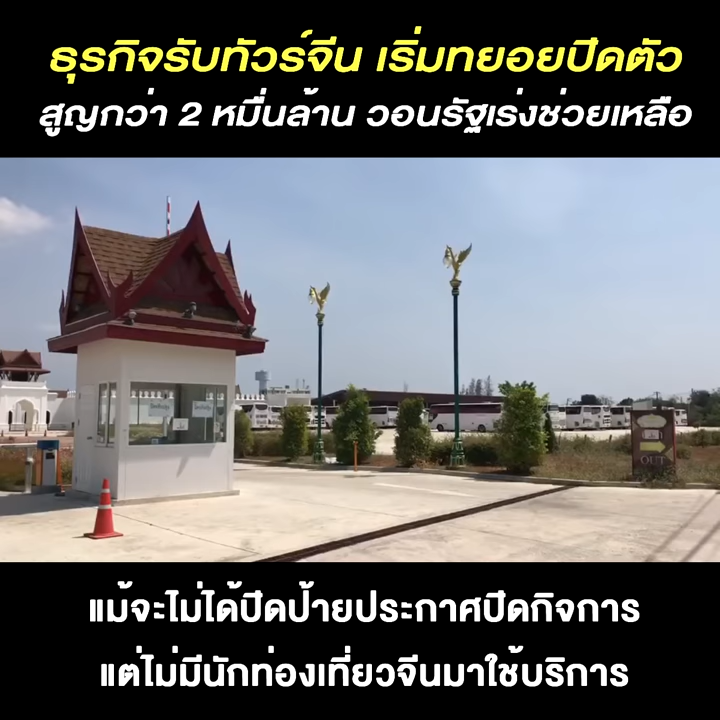 ธุรกิจรับทัวร์จีน เริ่มทยอยปิดตัว
สูญกว่า 2 หมื่นล้าน วอนรัฐเร่งช่วยเหลือ
OUT
แม้จะไม่ได้ปิดป้ายประกาศปิดกิจการ
แต่ไม่มีนักท่องเที่ยวจีนมาใช้บริการ